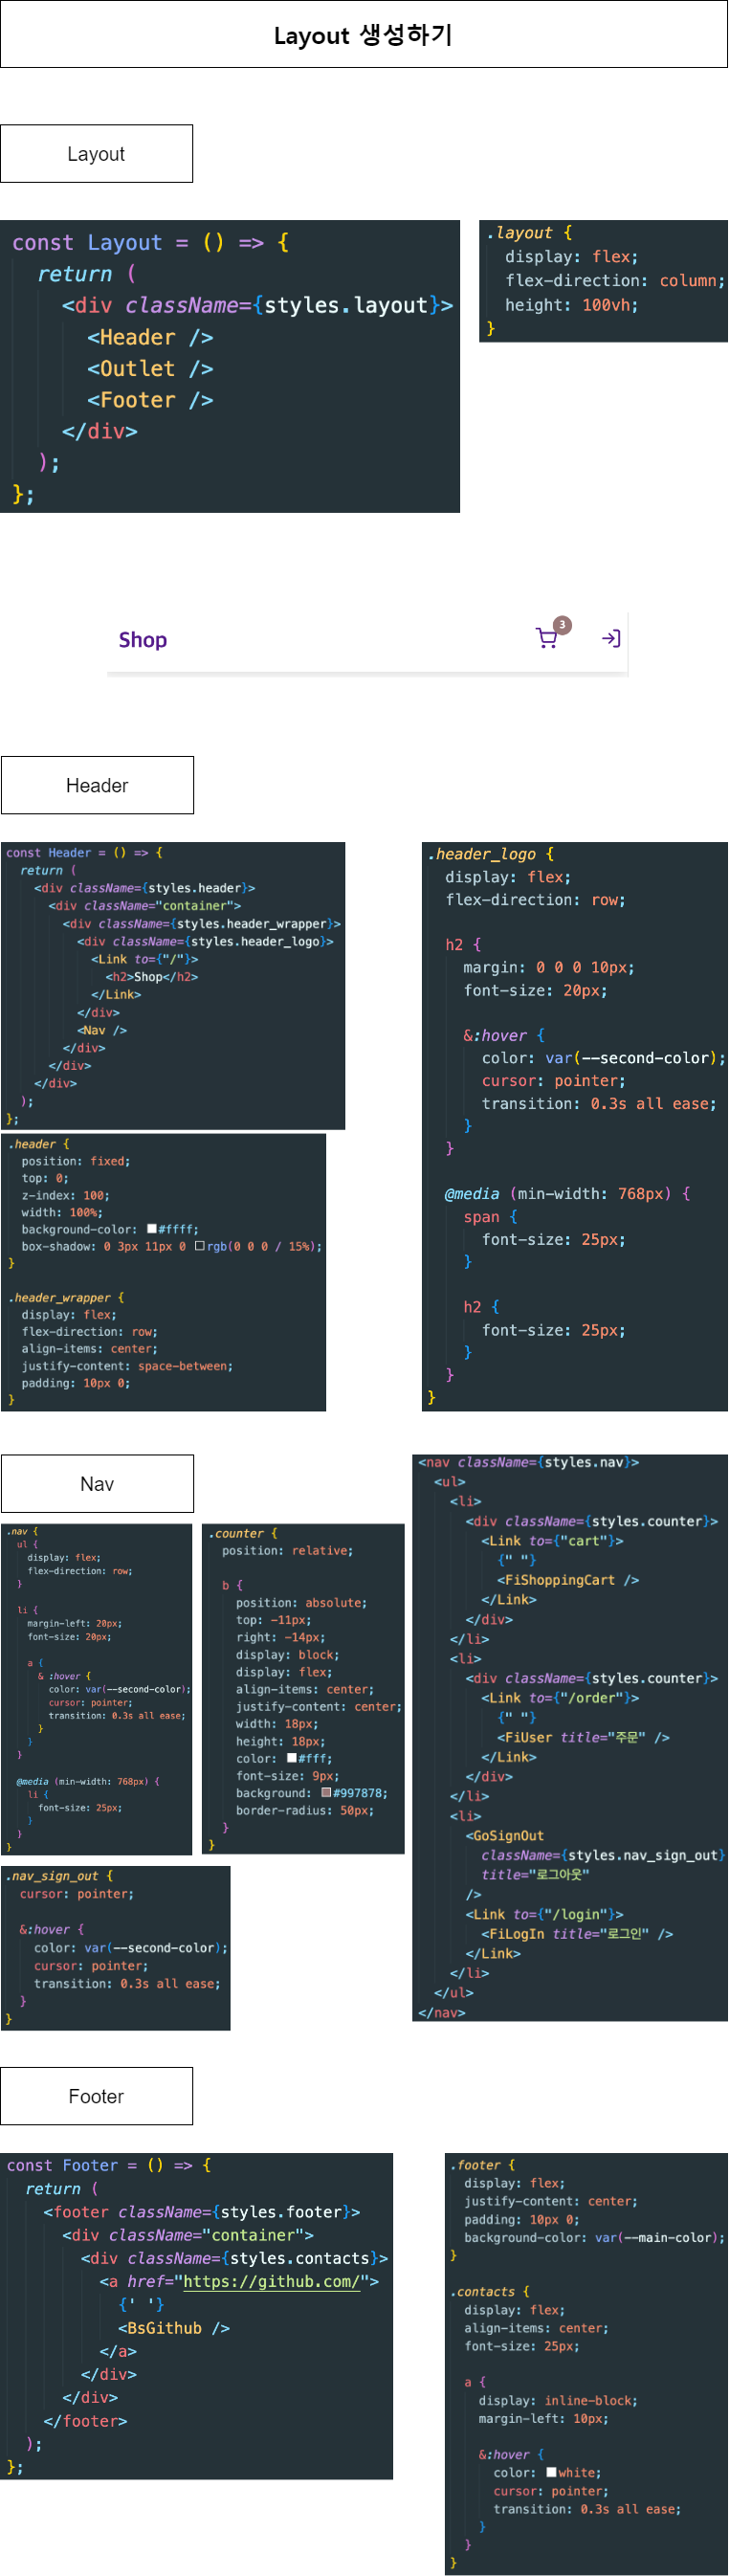 Layout 생성하기
Layout
const Layout = () => {
return (
<div className={styles.layout}>
<Header />
<Outlet />
<Footer />
</div>
);
};
.layout {
display: flex;
flex-direction: column;
height: 100vh;
}
Shop
3
Header
const Header = () => {
return (
<div className={styles.header}>
<div className="container">
<div className={styles.header_wrapper}>
<div className={styles.header_logo}>
<Link to={"/"}>
<h2>Shop</h2>
</Link>
</div>
<Nav />
</div>
</div>
</div>
);
};
.header {
position: fixed;
top: 0;
z-index: 100;
width: 100%;
background-color: #ffff;
box-shadow: 0 3px 11px 0 rgb(0 0 0 / 15%);
}
.header_wrapper {
display: flex;
flex-direction: row;
align-items: center;
justify-content: space-between;
padding: 10px 0;
}
.header_logo {
display: flex;
flex-direction: row;
h2 {
margin: 0 0 0 10px;
font-size: 20px;
&:hover {
color: var(--second-color);
cursor: pointer;
transition: 0.3s all ease;
}
}
@media (min-width: 768px) {
span {
font-size: 25px;
}
h2 {
font-size: 25px;
}
}
}
Nav
.nav {
ul {
display: flex;
flex-direction: row;
}
li {
margin-left: 20px;
font-size: 20px;
a {
& :hover {
color: var(--second-color);
cursor: pointer;
transition: 0.3s all ease;
}
}
}
@media (min-width: 768px) {
li {
font-size: 25px;
}
}
}
.counter {
position: relative;
b {
position: absolute;
top: -11px;
right: -14px;
display: block;
display: flex;
align-items: center;
justify-content: center;
width: 18px;
height: 18px;
color: #fff;
font-size: 9px;
background: #997878;
border-radius: 50px;
}
}
.nav_sign_out {
cursor: pointer;
&:hover {
color: var(--second-color);
cursor: pointer;
transition: 0.3s all ease;
}
}
<nav className={styles.nav}>
<ul>
<li>
<div className={styles.counter}>
<Link to={"cart"}>
{" "}
<FiShoppingCart />
</Link>
</div>
</li>
<li>
<div className={styles.counter}>
<Link to={"/order"}>
{" "}
<FiUser title="주문" />
</Link>
</div>
</li>
<li>
<GoSignOut
className={styles.nav_sign_out}
title="로그아웃"
/>
<Link to={"/login"}>
<FiLogIn title="로그인" />
</Link>
</li>
</ul>
</nav>
Footer
const Footer = () => {
return (
<footer className={styles.footer}>
<div className="container">
<div className={styles.contacts}>
<a href="https://github.com/">
{' '}
<BsGithub />
</a>
</div>
</div>
</footer>
);
};
.footer {
display: flex;
justify-content: center;
padding: 10px 0;
background-color: var(--main-color);
}
.contacts {
display: flex;
align-items: center;
font-size: 25px;
a {
display: inline-block;
margin-left: 10px;
&:hover {
color: white;
cursor: pointer;
transition: 0.3s all ease;
}
}
}